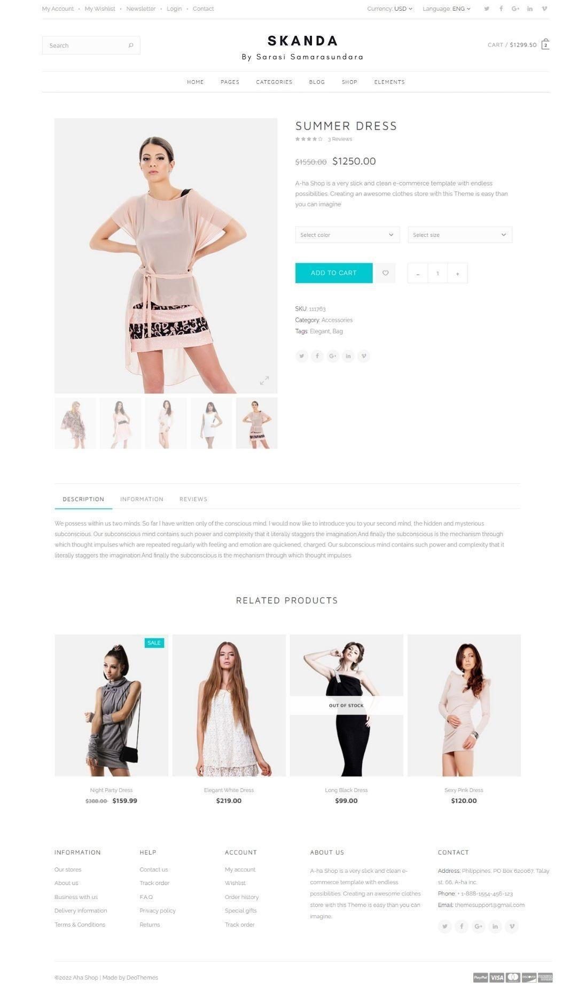 My Account • My Wishlist • Newsletter • Login • Contact
Currency: USD Language: ENG
Search
SKANDA
By Sarasi Samarasundara
CART / $1299.50 2
HOME PAGES CATEGORIES BLOG SHOP ELEMENTS
SUMMER DRESS
3 Reviews
$1550.00 $1250.00
A-ha Shop is a very slick and clean e-commerce template with endless
possibilities. Creating an awesome clothes store with this Theme is easy than
you can imagine
Select color
Select size
ADD TO CART
- 1 +
SKU: 111763
Category: Accessories
Tags: Elegant, Bag
DESCRIPTION INFORMATION REVIEWS
We possess within us two minds. So far I have written only of the conscious mind. I would now like to introduce you to your second mind, the hidden and mysterious
subconscious. Our subconscious mind contains such power and complexity that it literally staggers the imagination.And finally the subconscious is the mechanism through
which thought impulses which are repeated regularly with feeling and emotion are quickened, charged. Our subconscious mind contains such power and complexity that it
literally staggers the imagination.And finally the subconscious is the mechanism through which thought impulses.
RELATED PRODUCTS
SALE
OUT OF STOCK
Night Party Dress
$388.00 $159.99
Elegant White Dress
$219.00
Long Black Dress
$99.00
Sexy Pink Dress
$120.00
INFORMATION
Our stores
About us
Business with us
Delivery information
Terms & Conditions
HELP
Contact us
Track order
F.A.Q
Privacy policy
Returns
ACCOUNT
My account
Wishlist
Order history
Special gifts
Track order
ABOUT US
A-ha Shop is a very slick and clean e-
commerce template with endless
possibilities. Creating an awesome clothes
store with this Theme is easy than you can
imagine.
CONTACT
Address: Philippines, PO Box 620067, Talay
st. 66, A-ha inc.
Phone: + 1-888-1554-456-123
Email: themesupport@gmail.com
©2022 Aha Shop | Made by DeoThemes
PayPal VISA DISCOVER